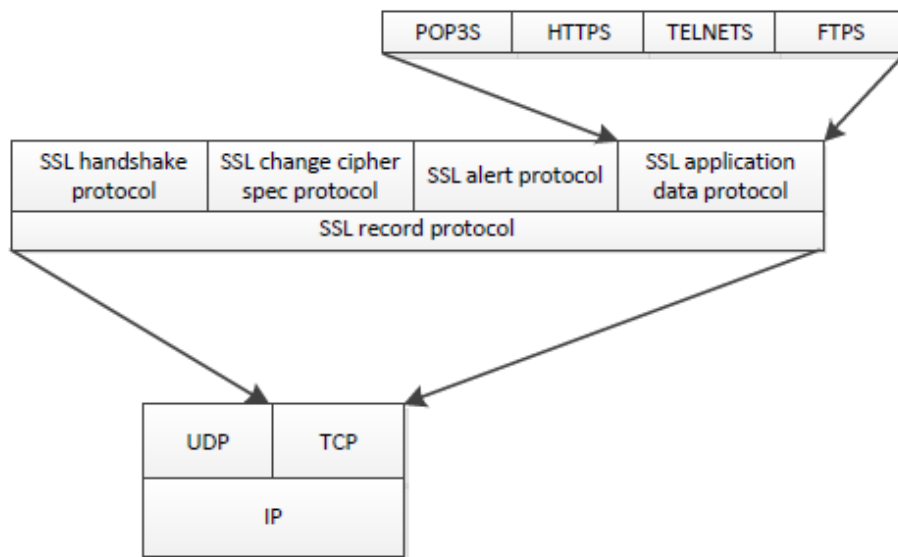 POP3S HTTPS TELNETS FTPS
SSL handshake
protocol
SSL change cipher
spec protocol
SSL alert protocol
SSL application
data protocol
SSL record protocol
UDP TCP
IP